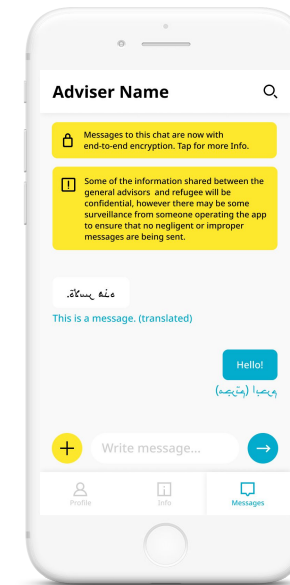 Adviser Name
Messages to this chat are now with
end-to-end encryption. Tap for more Info.
Some of the information shared between the
general advisors and refugee will be
confidential, however there may be some
surveillance from someone operating the app
to ensure that no negligent or improper
messages are being sent.
This is a message. (translated)
Hello!
Write message...
Profile
Info
Messages